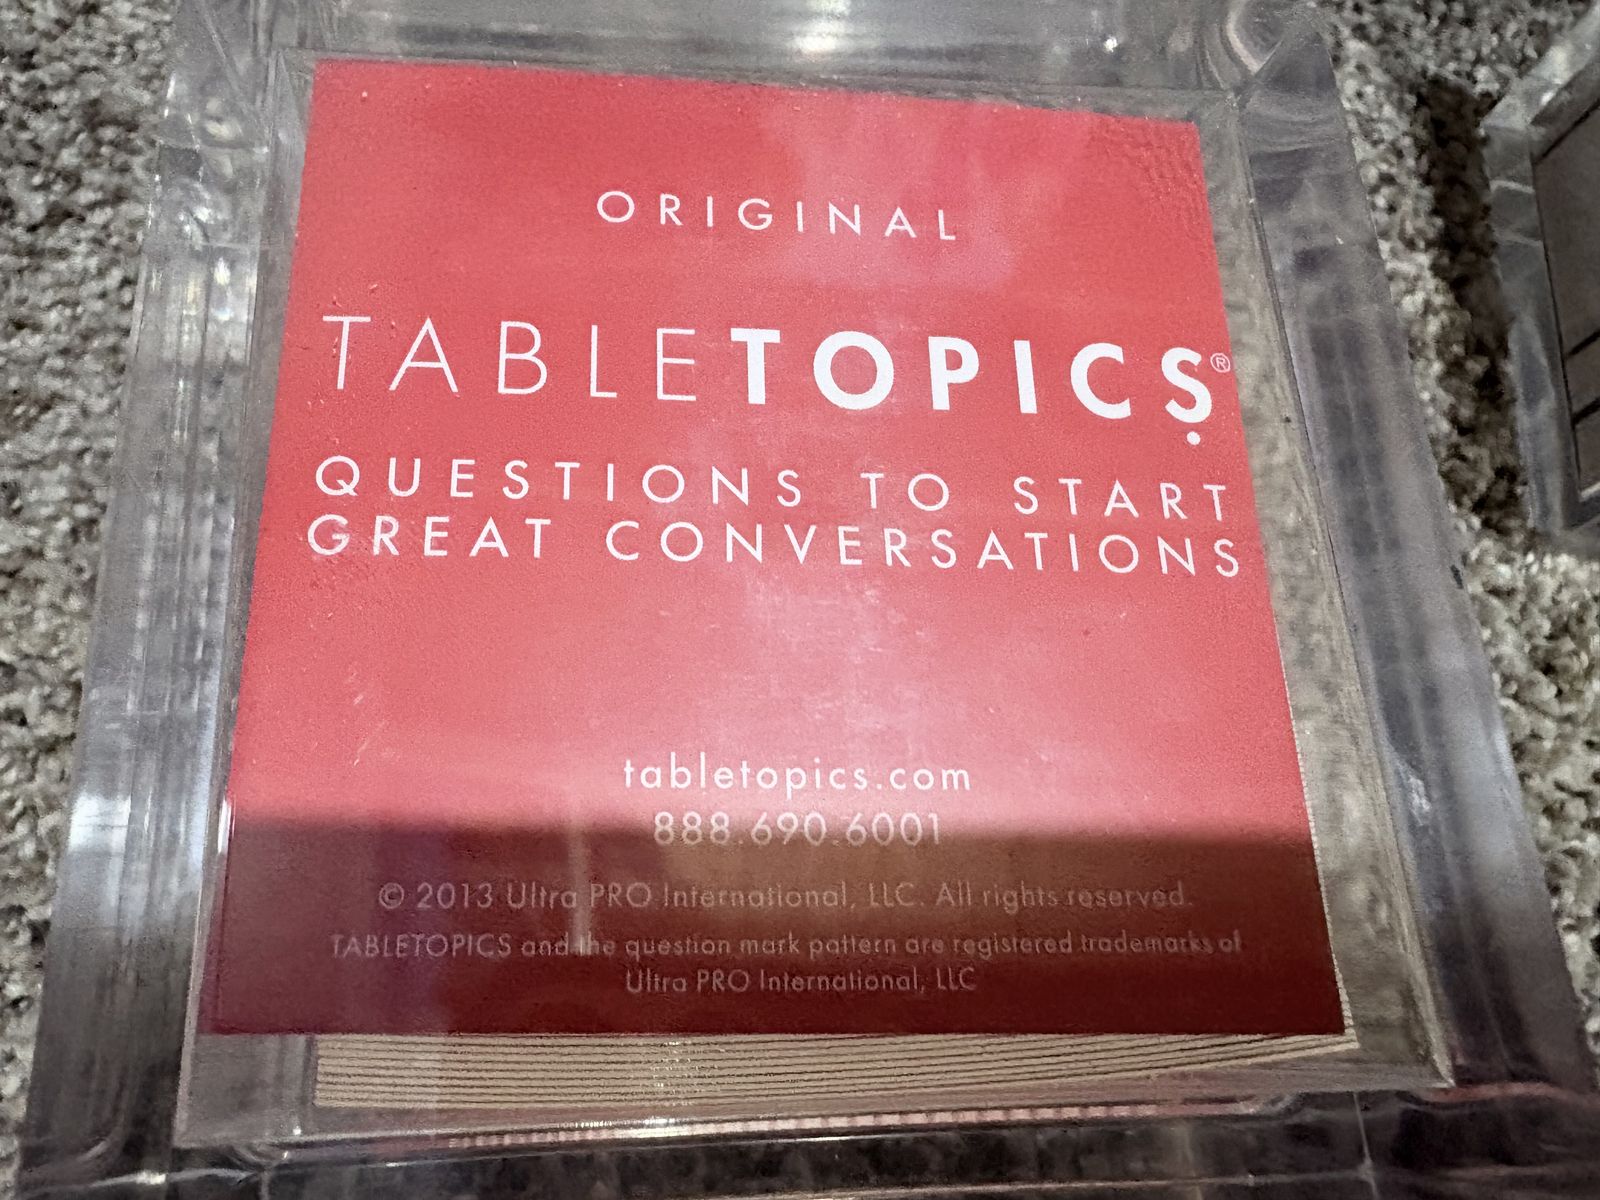 ORIGINAL
TABLETOPICS®
QUESTIONS TO START
GREAT CONVERSATIONS
tabletopics.com
888.690.6001
© 2013 Ultra PRO International, LLC. All rights reserved.
TABLETOPICS and the question mark pattern are registered trademarks of
Ultra PRO International, LLC